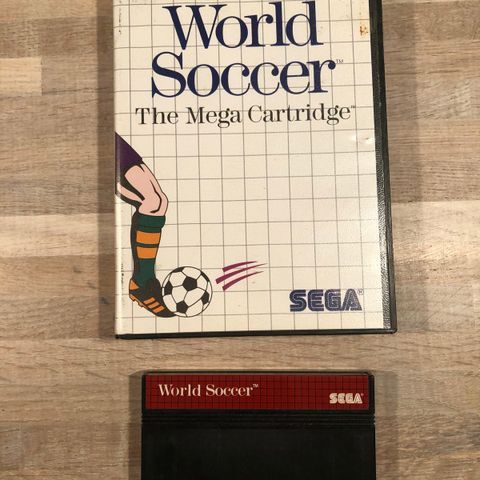 World
Soccer™
The Mega Cartridge™
SEGA®
World Soccer™ SEGA